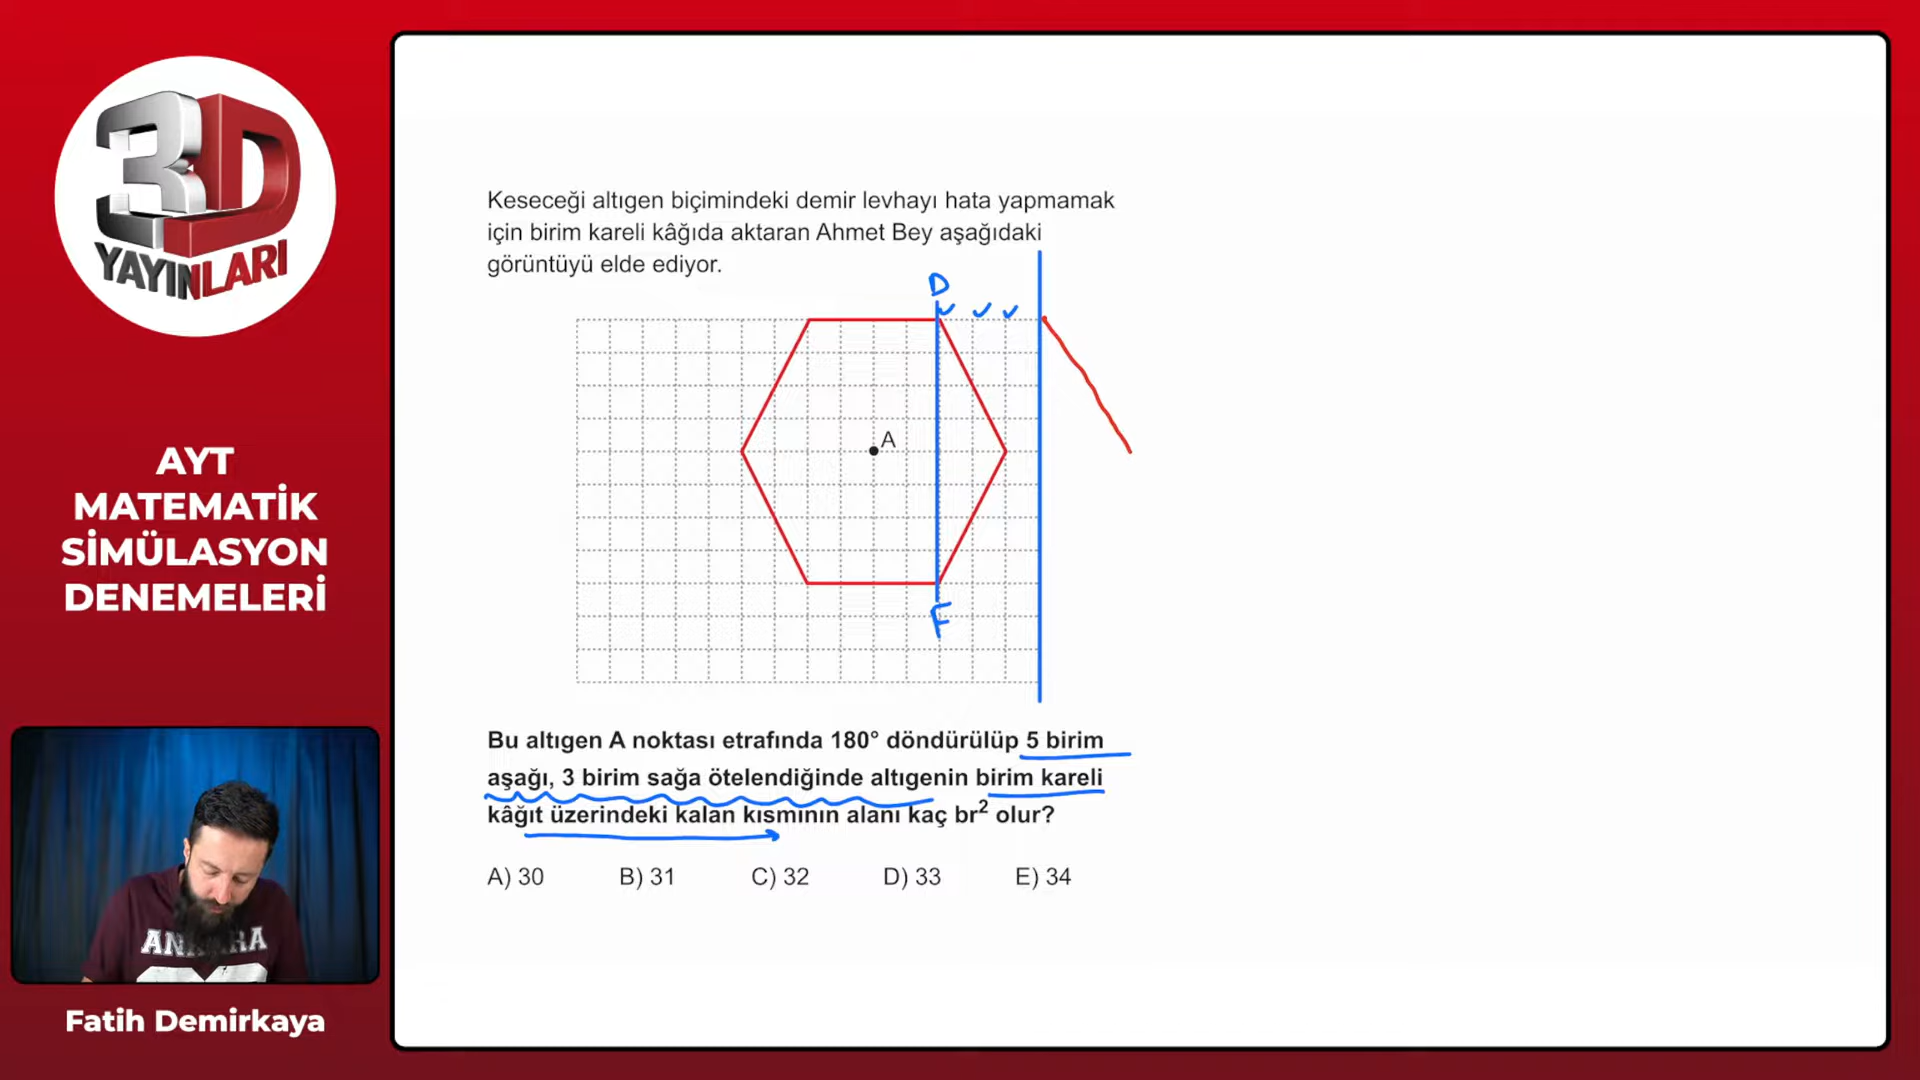 3D
YAYINLARI
AYT
MATEMATİK
SİMÜLASYON
DENEMELERİ
ANKARA
Fatih Demirkaya
Keseceği altıgen biçimindeki demir levhayı hata yapmamak
için birim kareli kâğıda aktaran Ahmet Bey aşağıdaki
görüntüyü elde ediyor.
D
A
F
Bu altıgen A noktası etrafında 180° döndürülüp 5 birim
aşağı, 3 birim sağa ötelendiğinde altıgenin birim kareli
kâğıt üzerindeki kalan kısmının alanı kaç br² olur?
A) 30 B) 31 C) 32 D) 33 E) 34